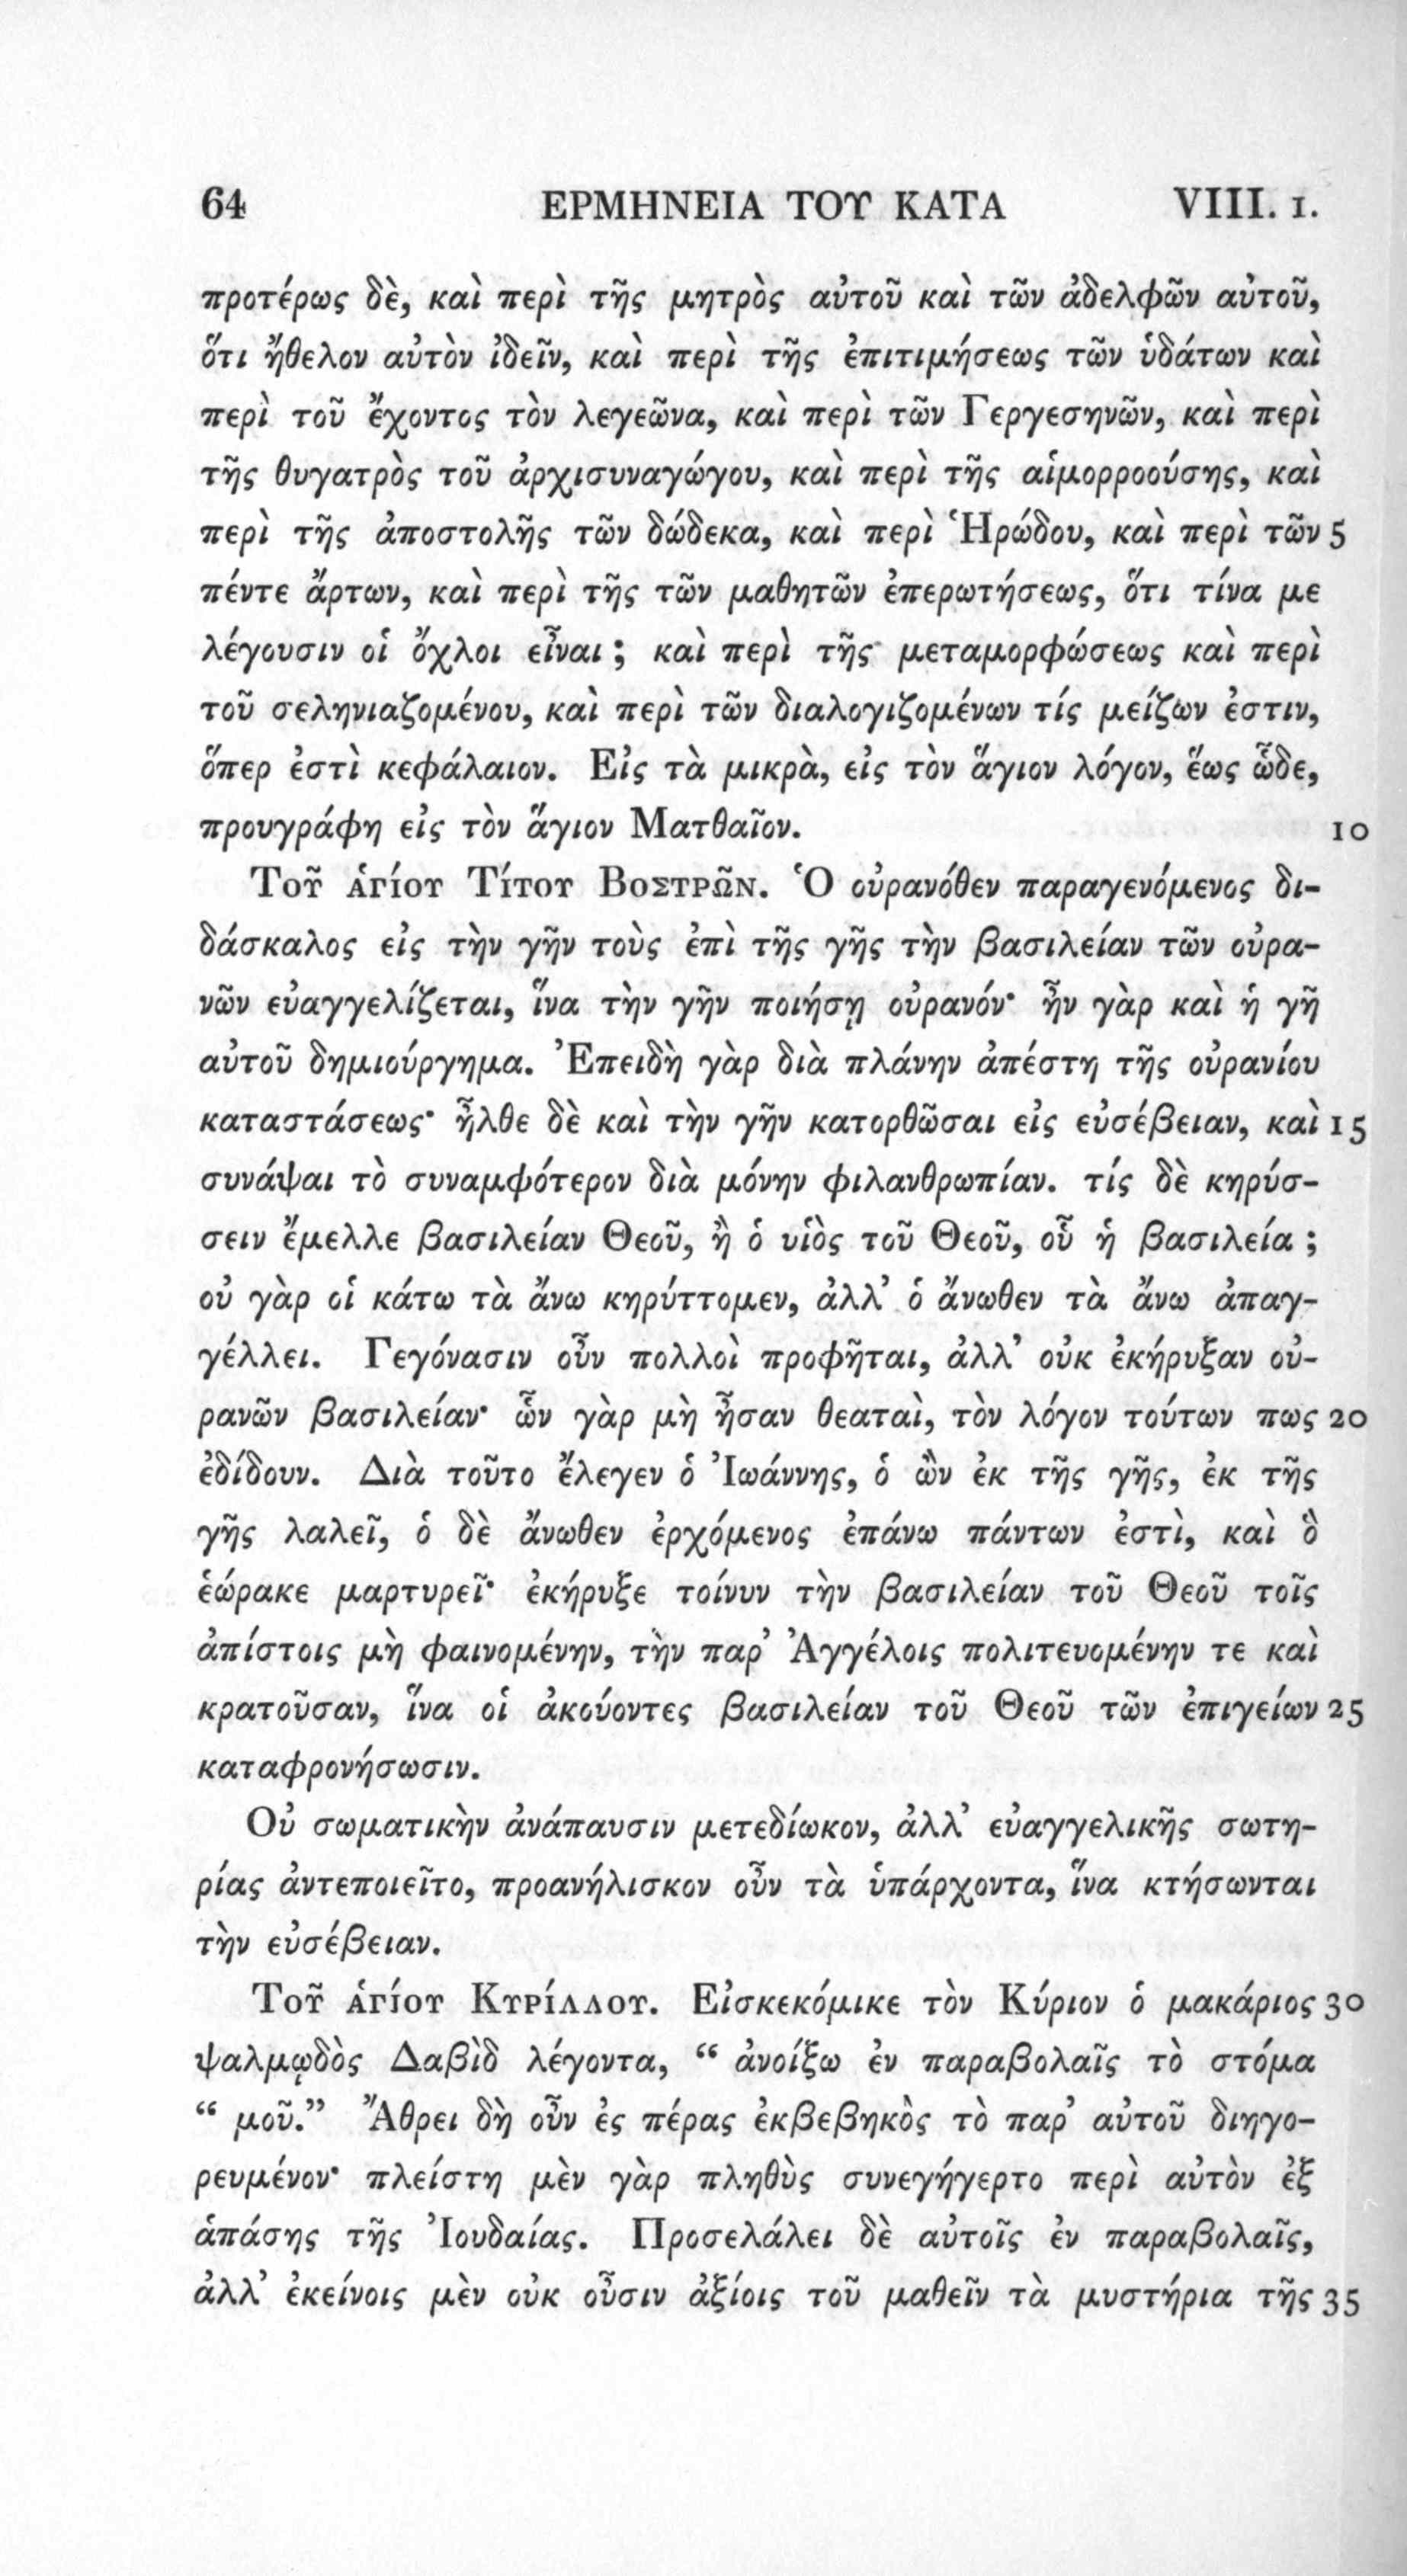 64 ΕΡΜΗΝΕΙΑ ΤΟΥ ΚΑΤΑ VIII. 1.
προτέρως δὲ, καὶ περὶ τῆς μητρὸς αὐτοῦ καὶ τῶν ἀδελφῶν αὐτοῦ,
ὅτι ἤθελον αὐτὸν ἰδεῖν, καὶ περὶ τῆς ἐπιτιμήσεως τῶν ὑδάτων καὶ
περὶ τοῦ ἔχοντος τὸν λεγεῶνα, καὶ περὶ τῶν Γεργεσηνῶν, καὶ περὶ
τῆς θυγατρὸς τοῦ ἀρχισυναγώγου, καὶ περὶ τῆς αἱμορροούσης, καὶ
περὶ τῆς ἀποστολῆς τῶν δώδεκα, καὶ περὶ Ἡρώδου, καὶ περὶ τῶν 5
πέντε ἄρτων, καὶ περὶ τῆς τῶν μαθητῶν ἐπερωτήσεως, ὅτι τίνα με
λέγουσιν οἱ ὄχλοι εἶναι ; καὶ περὶ τῆς μεταμορφώσεως καὶ περὶ
τοῦ σεληνιαζομένου, καὶ περὶ τῶν διαλογιζομένων τίς μείζων ἐστιν,
ὅπερ ἐστὶ κεφάλαιον. Εἰς τὰ μικρὰ, εἰς τὸν ἅγιον λόγον, ἕως ὧδε,
προυγράφη εἰς τὸν ἅγιον Ματθαῖον. 10
Τοῦ ἁγίου Τίτου Βοστρῶν. Ὁ οὐρανόθεν παραγενόμενος δι-
δάσκαλος εἰς τὴν γῆν τοὺς ἐπὶ τῆς γῆς τὴν βασιλείαν τῶν οὐρα-
νῶν εὐαγγελίζεται, ἵνα τὴν γῆν ποιήσῃ οὐρανόν· ἦν γὰρ καὶ ἡ γῆ
αὐτοῦ δημιούργημα. Ἐπειδὴ γὰρ διὰ πλάνην ἀπέστη τῆς οὐρανίου
καταστάσεως· ἦλθε δὲ καὶ τὴν γῆν κατορθῶσαι εἰς εὐσέβειαν, καὶ 15
συνάψαι τὸ συναμφότερον διὰ μόνην φιλανθρωπίαν. τίς δὲ κηρύσ-
σειν ἔμελλε βασιλείαν Θεοῦ, ἢ ὁ υἱὸς τοῦ Θεοῦ, οὗ ἡ βασιλεία ;
οὐ γὰρ οἱ κάτω τὰ ἄνω κηρύττομεν, ἀλλ’ ὁ ἄνωθεν τὰ ἄνω ἀπαγ-
γέλλει. Γεγόνασιν οὖν πολλοὶ προφῆται, ἀλλ’ οὐκ ἐκήρυξαν οὐ-
ρανῶν βασιλείαν· ὧν γὰρ μὴ ἦσαν θεαταὶ, τὸν λόγον τούτων πως 20
ἐδίδουν. Διὰ τοῦτο ἔλεγεν ὁ Ἰωάννης, ὁ ὢν ἐκ τῆς γῆς, ἐκ τῆς
γῆς λαλεῖ, ὁ δὲ ἄνωθεν ἐρχόμενος ἐπάνω πάντων ἐστὶ, καὶ ὃ
ἑώρακε μαρτυρεῖ· ἐκήρυξε τοίνυν τὴν βασιλείαν τοῦ Θεοῦ τοῖς
ἀπίστοις μὴ φαινομένην, τὴν παρ’ Ἀγγέλοις πολιτευομένην τε καὶ
κρατοῦσαν, ἵνα οἱ ἀκούοντες βασιλείαν τοῦ Θεοῦ τῶν ἐπιγείων 25
καταφρονήσωσιν.
Οὐ σωματικὴν ἀνάπαυσιν μετεδίωκον, ἀλλ’ εὐαγγελικῆς σωτη-
ρίας ἀντεποιεῖτο, προανήλισκον οὖν τὰ ὑπάρχοντα, ἵνα κτήσωνται
τὴν εὐσέβειαν.
Τοῦ ἁγίου Κυρίλλου. Εἰσκεκόμικε τὸν Κύριον ὁ μακάριος 30
ψαλμῳδὸς Δαβὶδ λέγοντα, “ ἀνοίξω ἐν παραβολαῖς τὸ στόμα
“ μοῦ.” Ἄθρει δὴ οὖν ἐς πέρας ἐκβεβηκὸς τὸ παρ’ αὐτοῦ διηγο-
ρευμένον· πλείστη μὲν γὰρ πληθὺς συνεγήγερτο περὶ αὐτὸν ἐξ
ἁπάσης τῆς Ἰουδαίας. Προσελάλει δὲ αὐτοῖς ἐν παραβολαῖς,
ἀλλ’ ἐκείνοις μὲν οὐκ οὖσιν ἀξίοις τοῦ μαθεῖν τὰ μυστήρια τῆς 35